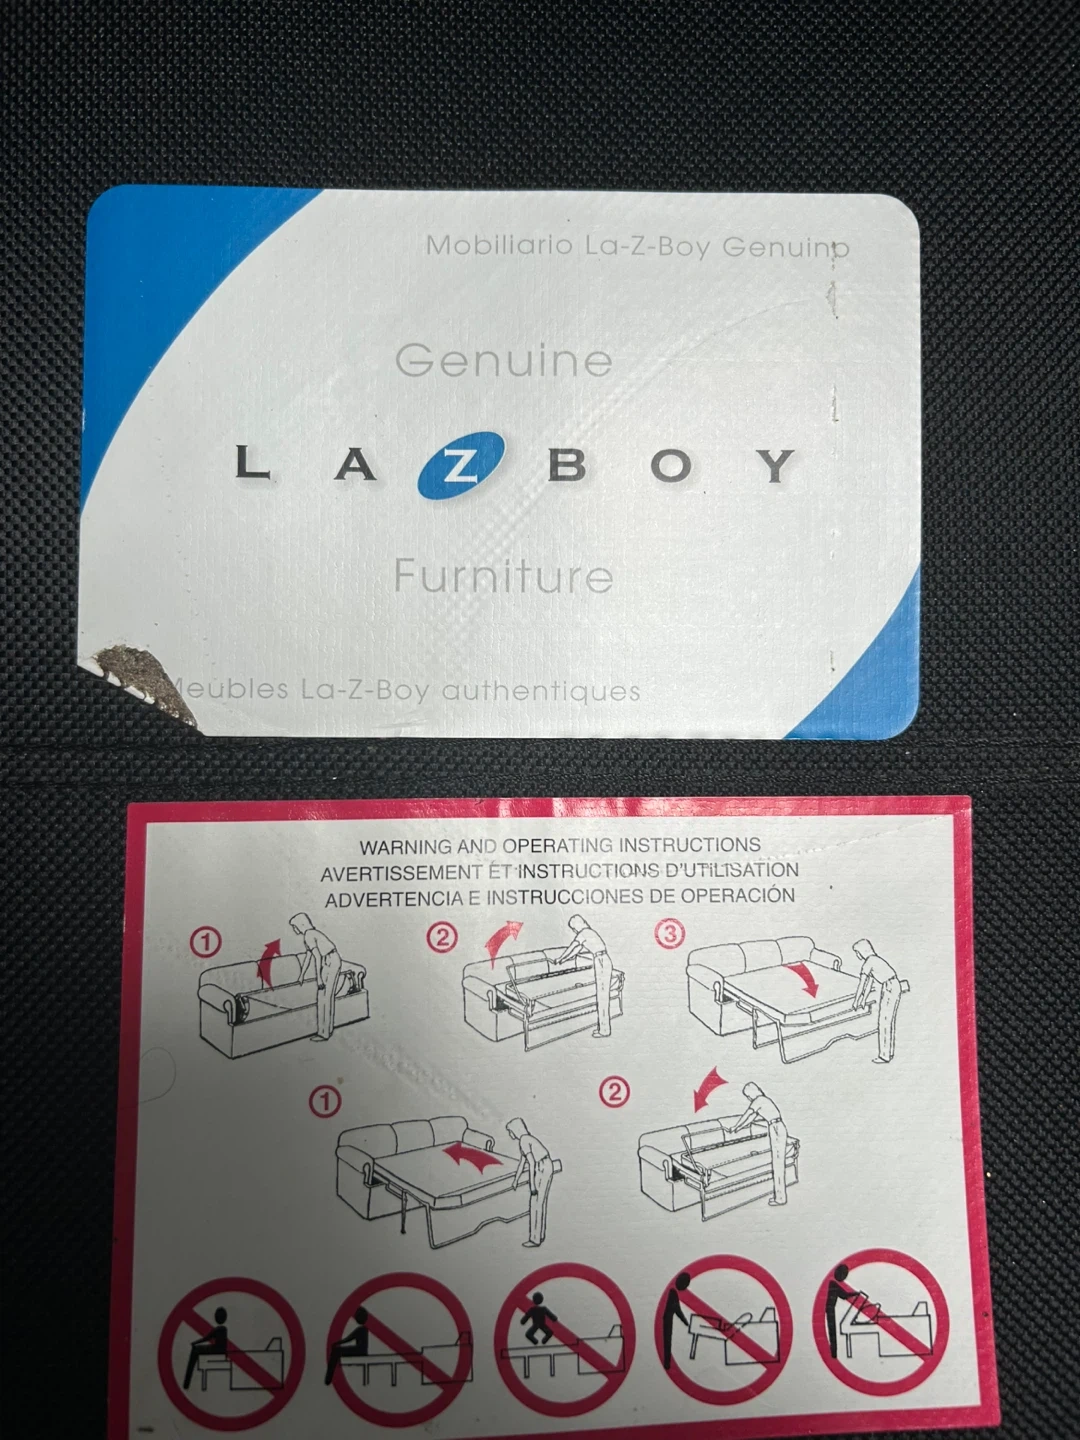 Mobiliario La-Z-Boy Genuino
Genuine
LAZBOY
Furniture
Meubles La-Z-Boy authentiques
WARNING AND OPERATING INSTRUCTIONS
AVERTISSEMENT ET INSTRUCTIONS D'UTILISATION
ADVERTENCIA E INSTRUCCIONES DE OPERACIÓN
1 2 3
1 2